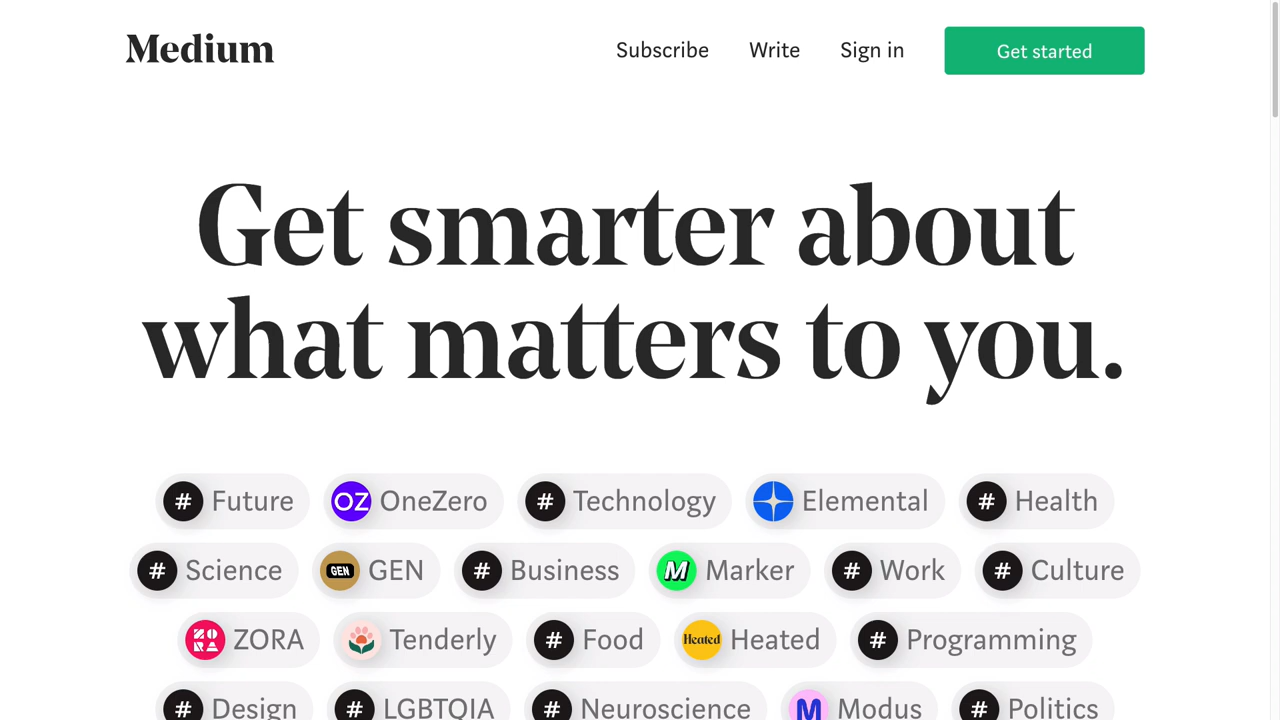 Medium Subscribe Write Sign in Get started
Get smarter about
what matters to you.
# Future OZ OneZero # Technology Elemental # Health
# Science GEN GEN # Business M Marker # Work # Culture
ZORA ZORA Tenderly # Food Heated Heated # Programming
# Design # LGBTQIA # Neuroscience M Modus # Politics